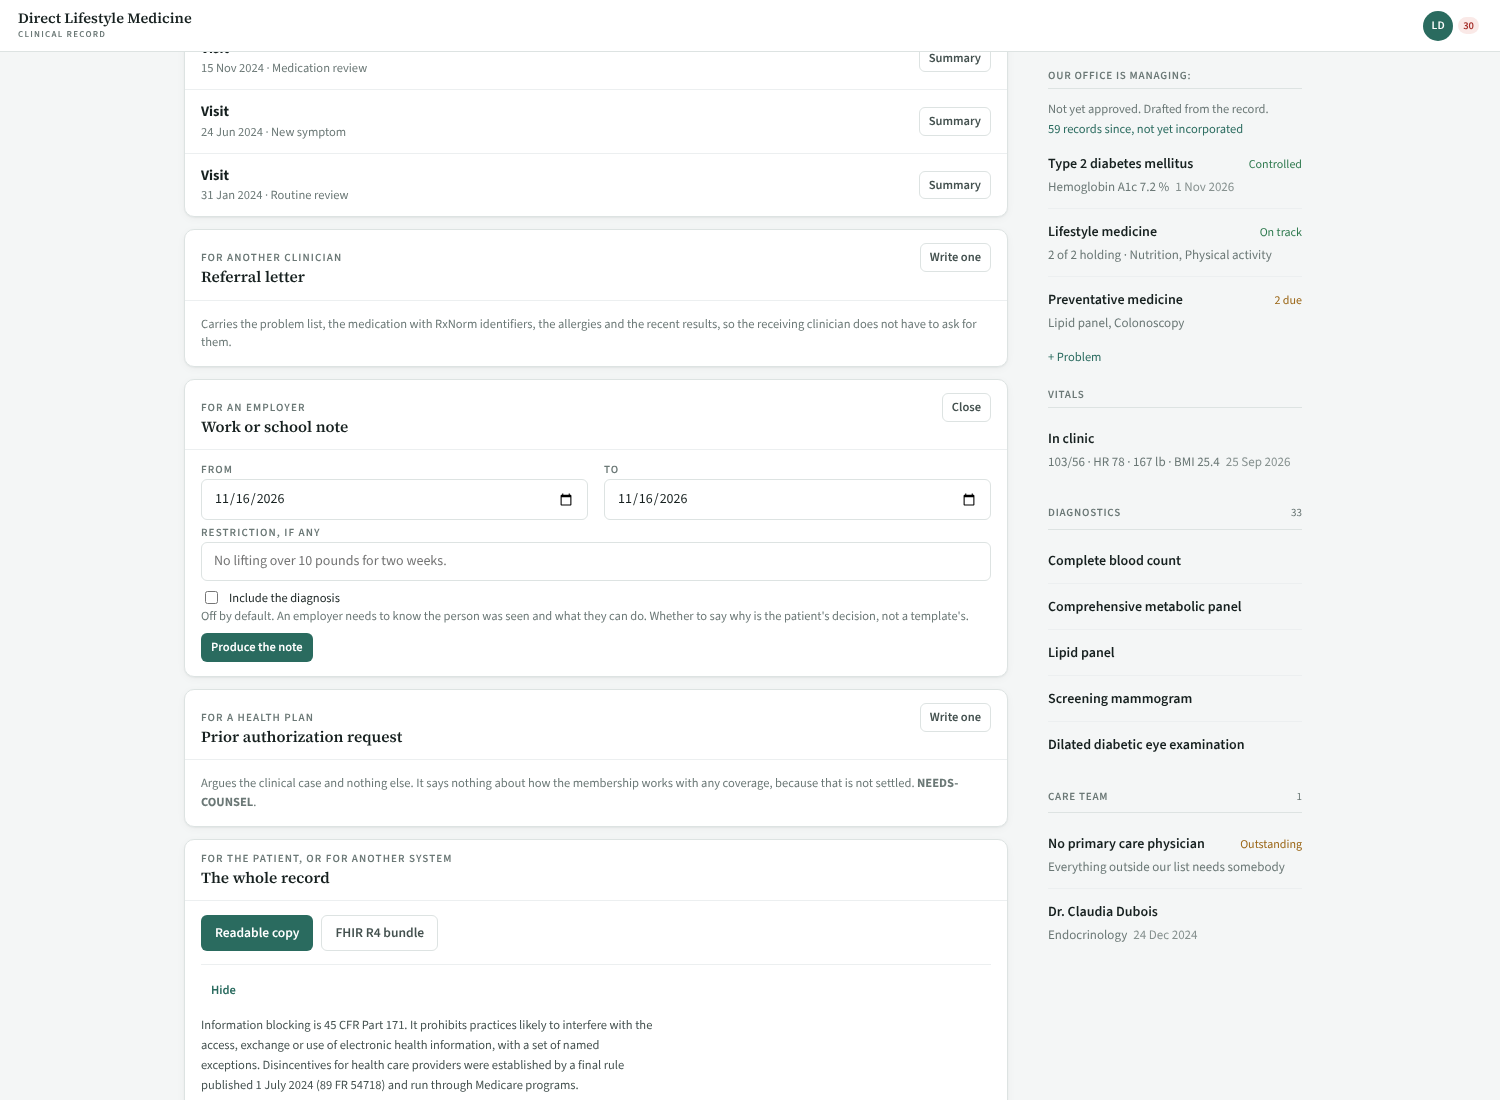 Direct Lifestyle Medicine
CLINICAL RECORD
LD
30
15 Nov 2024 · Medication review
Summary
Visit
24 Jun 2024 · New symptom
Summary
Visit
31 Jan 2024 · Routine review
Summary
FOR ANOTHER CLINICIAN
Referral letter
Write one
Carries the problem list, the medication with RxNorm identifiers, the allergies and the recent results, so the receiving clinician does not have to ask for
them.
FOR AN EMPLOYER
Work or school note
Close
FROM
11/16/2026
TO
11/16/2026
RESTRICTION, IF ANY
No lifting over 10 pounds for two weeks.
Include the diagnosis
Off by default. An employer needs to know the person was seen and what they can do. Whether to say why is the patient's decision, not a template's.
Produce the note
FOR A HEALTH PLAN
Prior authorization request
Write one
Argues the clinical case and nothing else. It says nothing about how the membership works with any coverage, because that is not settled. NEEDS-
COUNSEL.
FOR THE PATIENT, OR FOR ANOTHER SYSTEM
The whole record
Readable copy
FHIR R4 bundle
Hide
Information blocking is 45 CFR Part 171. It prohibits practices likely to interfere with the
access, exchange or use of electronic health information, with a set of named
exceptions. Disincentives for health care providers were established by a final rule
published 1 July 2024 (89 FR 54718) and run through Medicare programs.
OUR OFFICE IS MANAGING:
Not yet approved. Drafted from the record.
59 records since, not yet incorporated
Type 2 diabetes mellitus
Controlled
Hemoglobin A1c 7.2 % 1 Nov 2026
Lifestyle medicine
On track
2 of 2 holding · Nutrition, Physical activity
Preventative medicine
2 due
Lipid panel, Colonoscopy
+ Problem
VITALS
In clinic
103/56 · HR 78 · 167 lb · BMI 25.4 25 Sep 2026
DIAGNOSTICS
33
Complete blood count
Comprehensive metabolic panel
Lipid panel
Screening mammogram
Dilated diabetic eye examination
CARE TEAM
1
No primary care physician
Outstanding
Everything outside our list needs somebody
Dr. Claudia Dubois
Endocrinology 24 Dec 2024